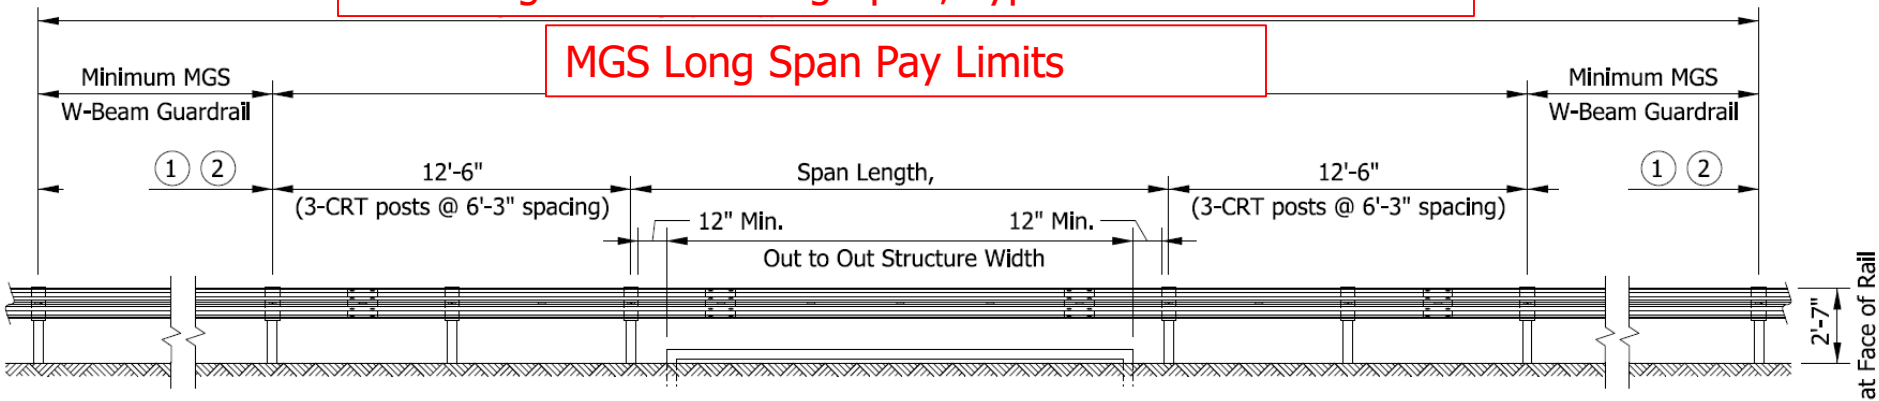 MGS Long Span Pay Limits
Minimum MGS
W-Beam Guardrail
Minimum MGS
W-Beam Guardrail
1 2
12'-6"
(3-CRT posts @ 6'-3" spacing)
Span Length,
12'-6"
(3-CRT posts @ 6'-3" spacing)
1 2
12" Min.
12" Min.
Out to Out Structure Width
2'-7"
at Face of Rail